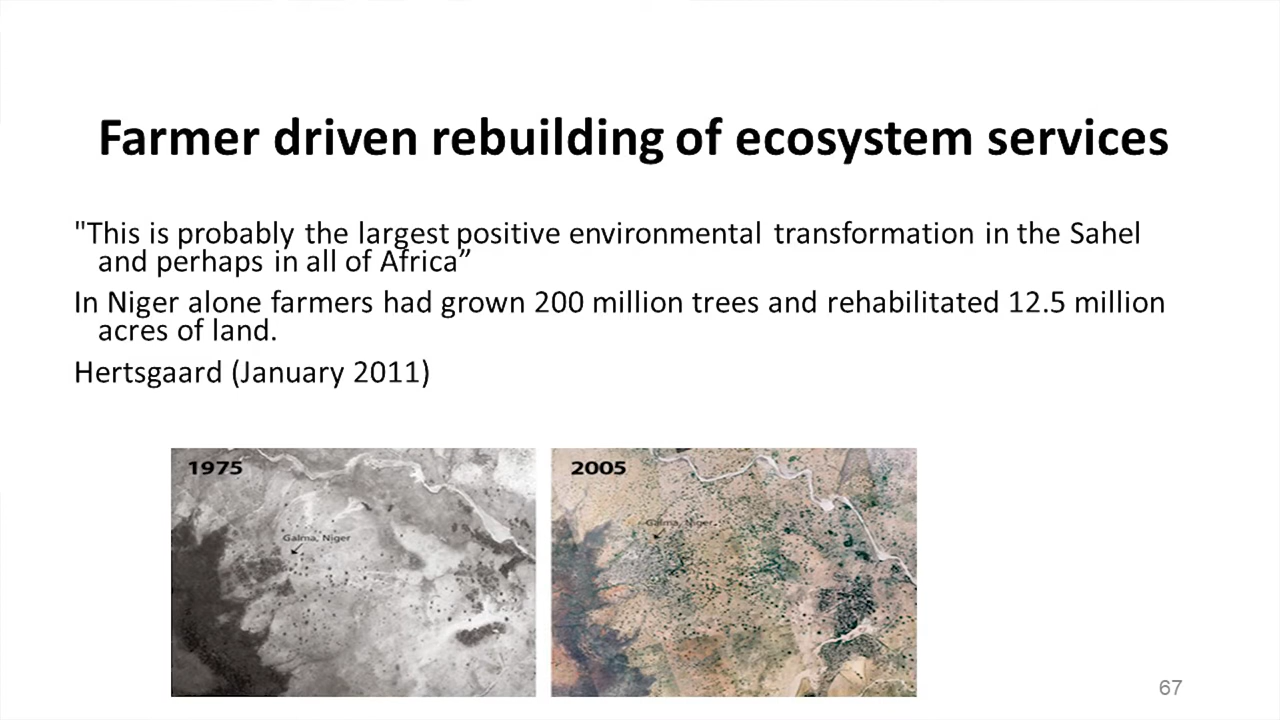 Farmer driven rebuilding of ecosystem services
"This is probably the largest positive environmental transformation in the Sahel
and perhaps in all of Africa”
In Niger alone farmers had grown 200 million trees and rehabilitated 12.5 million
acres of land.
Hertsgaard (January 2011)
1975
Galma, Niger
2005
Galma, Niger
67